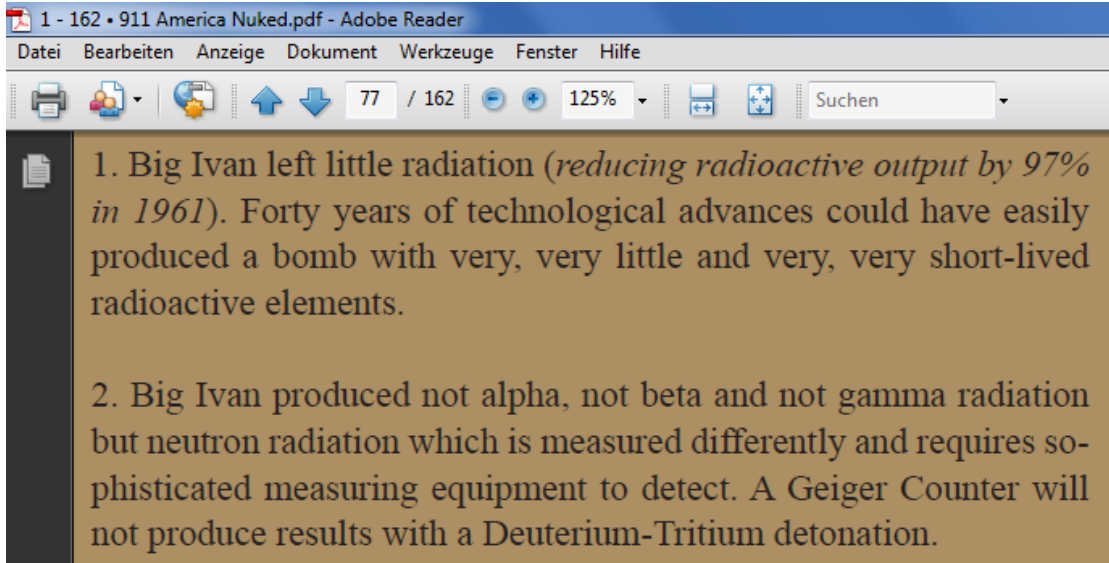 1 - 162 • 911 America Nuked.pdf - Adobe Reader
Datei Bearbeiten Anzeige Dokument Werkzeuge Fenster Hilfe
77 / 162 125% Suchen
1. Big Ivan left little radiation (reducing radioactive output by 97%
in 1961). Forty years of technological advances could have easily
produced a bomb with very, very little and very, very short-lived
radioactive elements.
2. Big Ivan produced not alpha, not beta and not gamma radiation
but neutron radiation which is measured differently and requires so-
phisticated measuring equipment to detect. A Geiger Counter will
not produce results with a Deuterium-Tritium detonation.